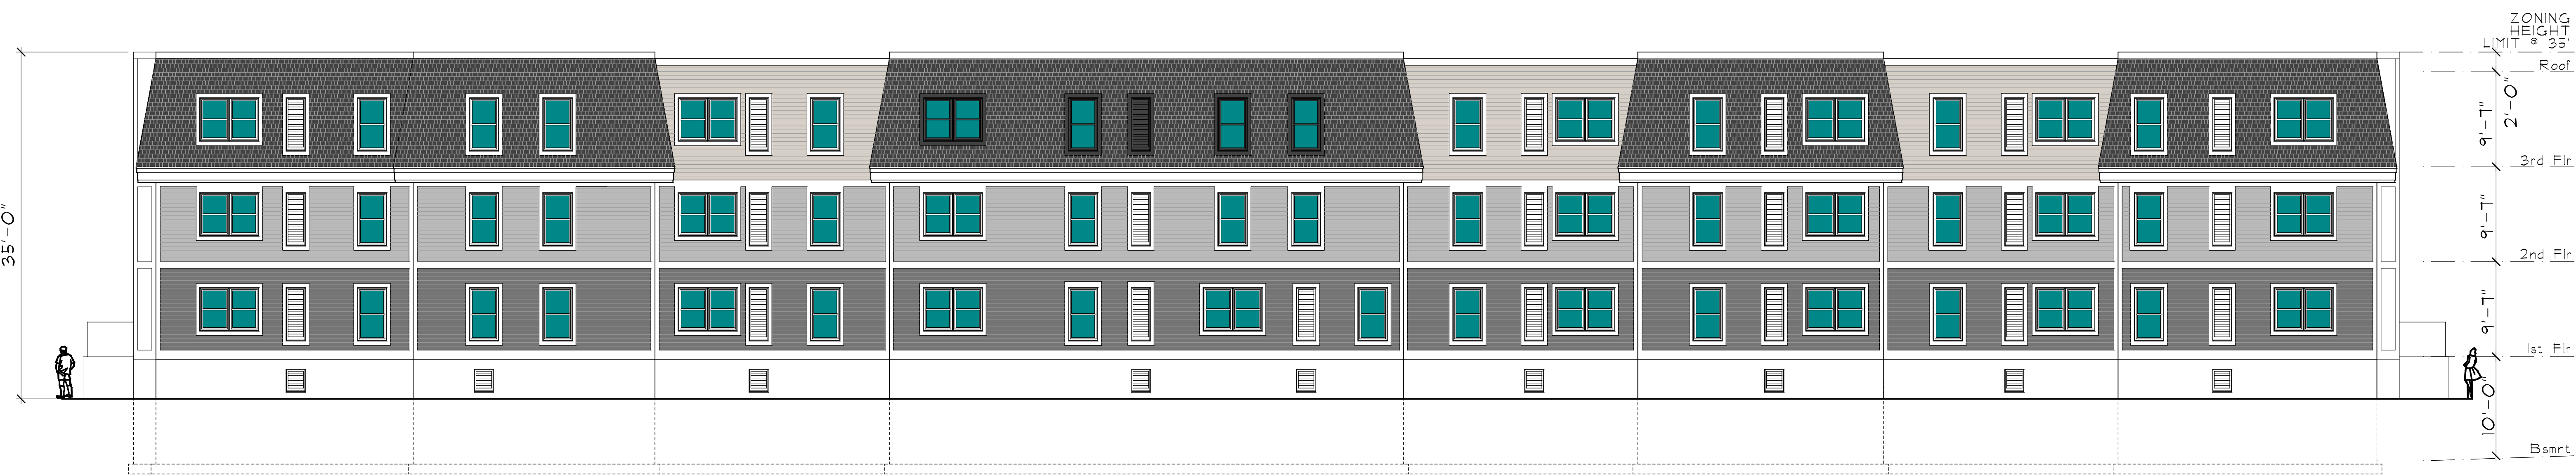 ZONING
HEIGHT
LIMIT @ 35'
Roof
2'-0"
9'-7"
3rd Flr
9'-7"
35'-0"
2nd Flr
9'-7"
1st Flr
10'-0"
Bsmnt